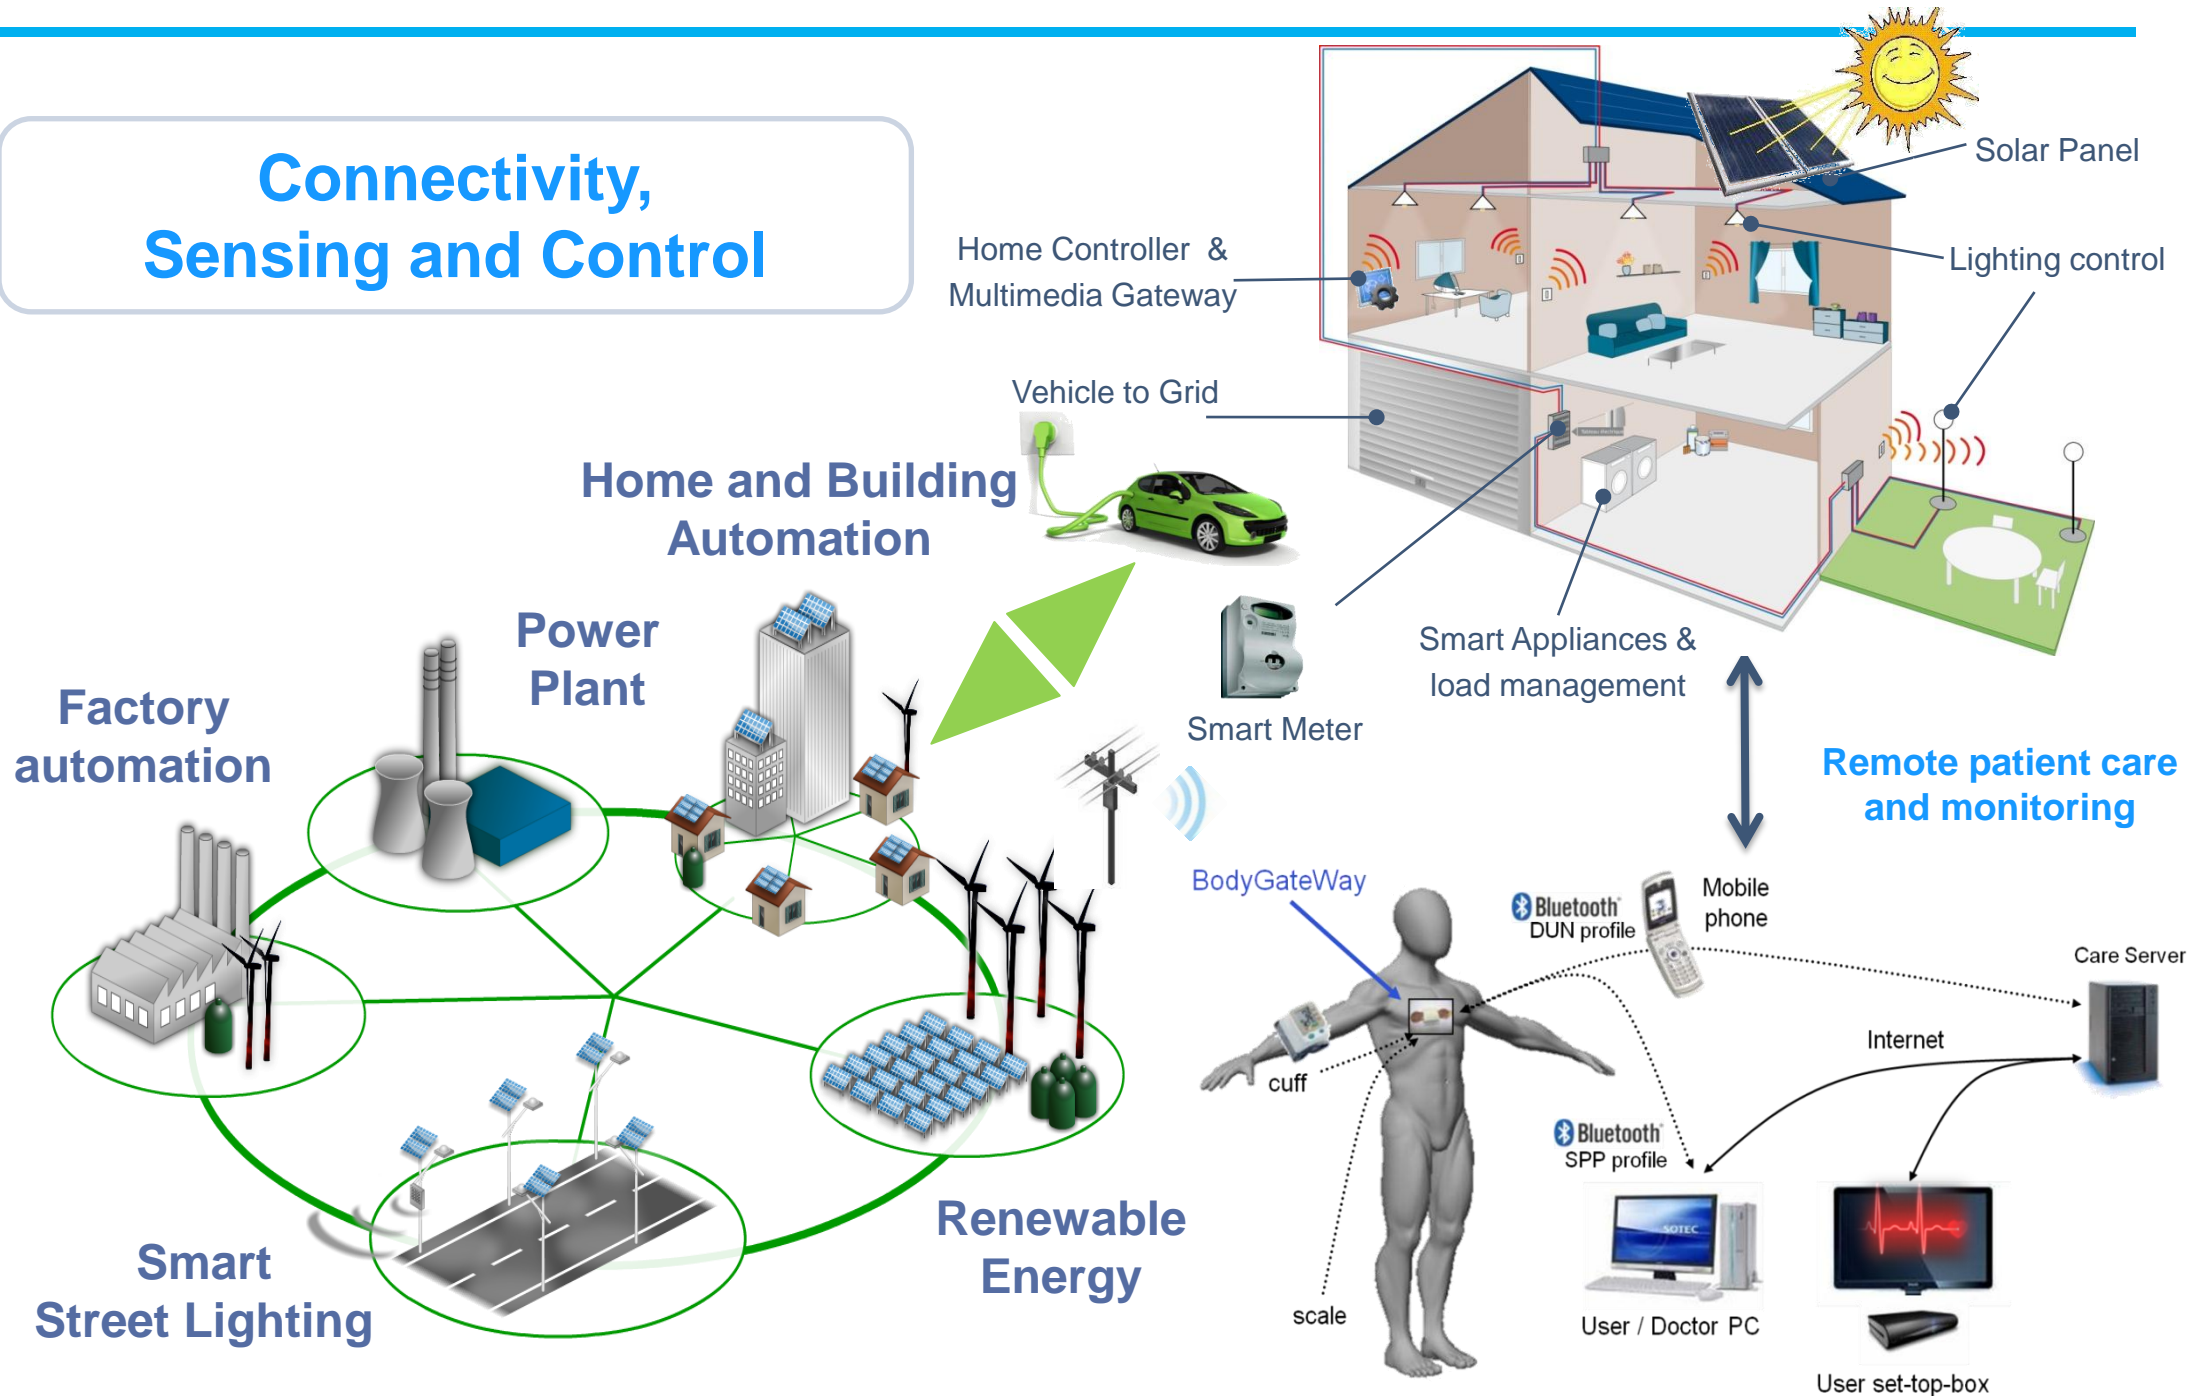 Connectivity,
Sensing and Control
Solar Panel
Home Controller &
Multimedia Gateway
Lighting control
Vehicle to Grid
Home and Building
Automation
Power
Plant
Factory
automation
Smart Appliances &
load management
Smart Meter
Remote patient care
and monitoring
BodyGateWay
Bluetooth
DUN profile
Mobile
phone
Care Server
Internet
cuff
Bluetooth
SPP profile
SOTEC
Renewable
Energy
Smart
Street Lighting
scale
User / Doctor PC
User set-top-box